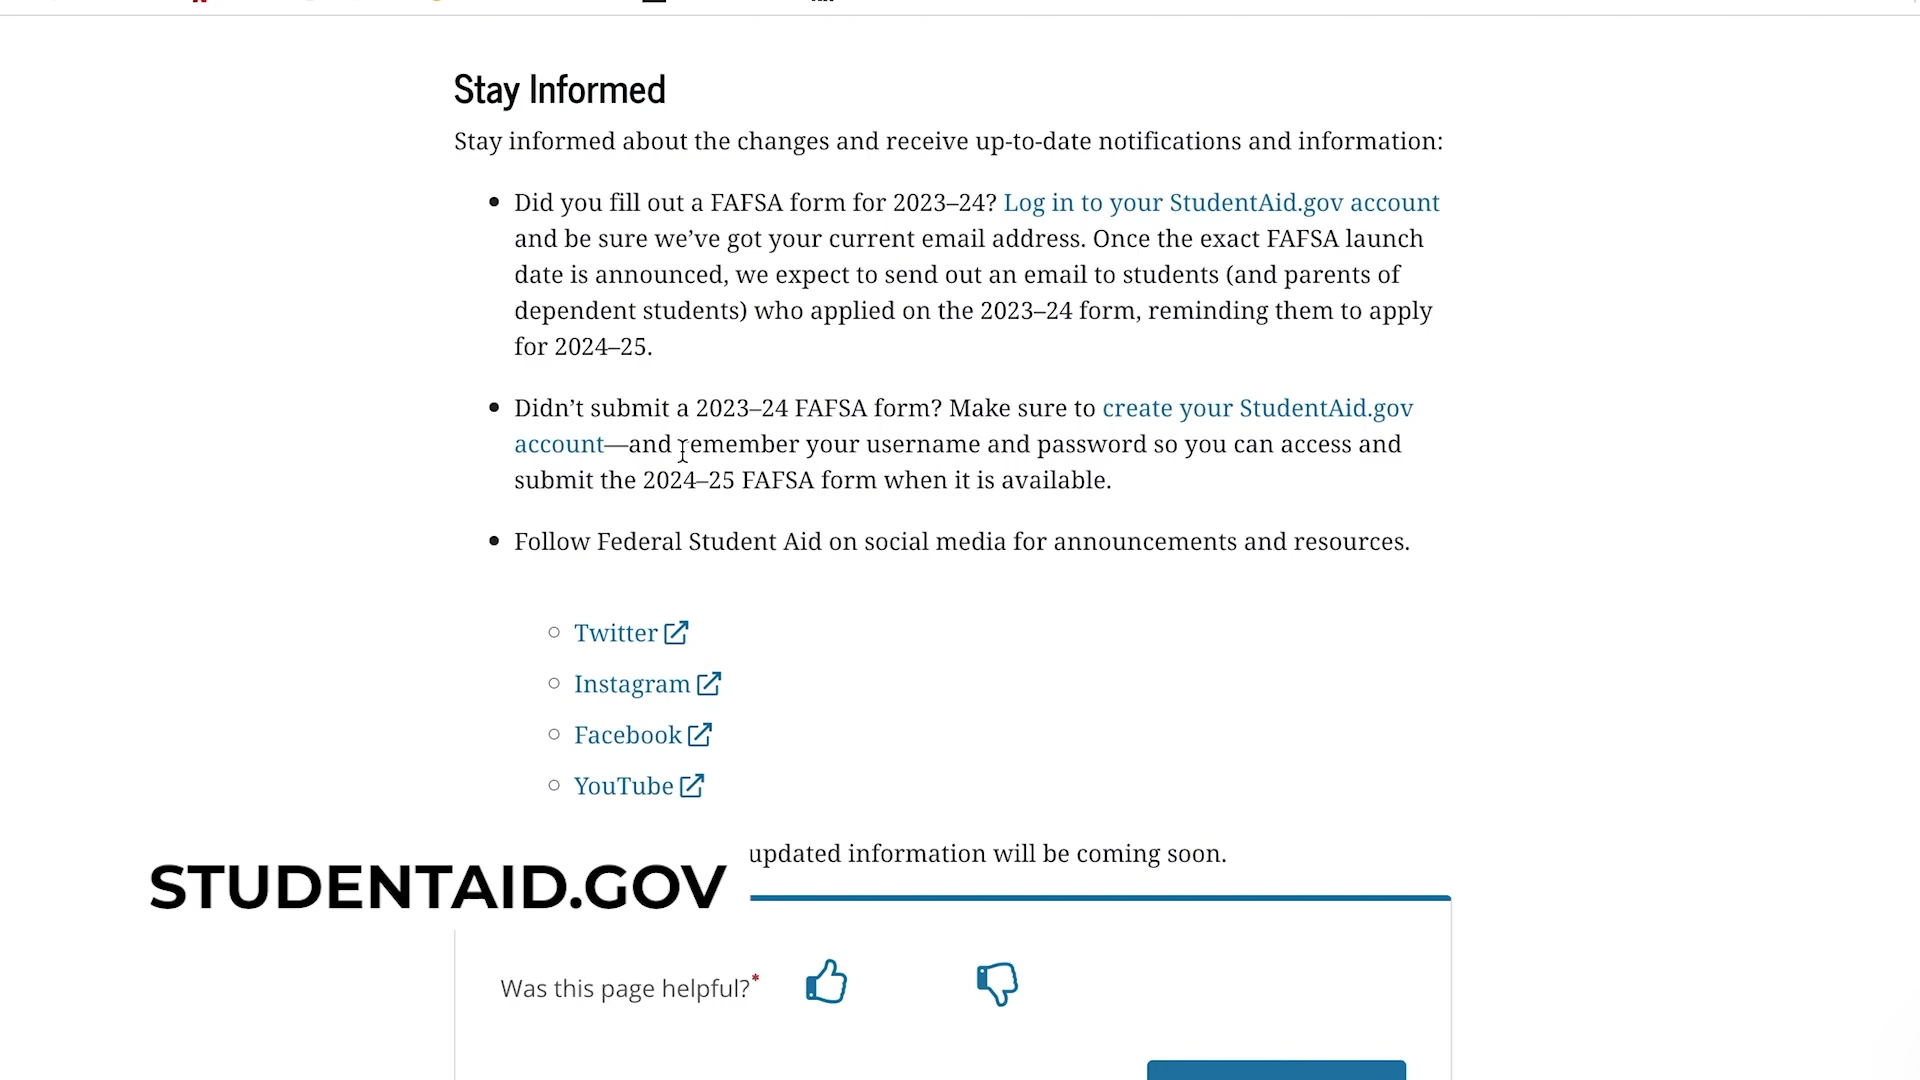 Stay Informed
Stay informed about the changes and receive up-to-date notifications and information:
Did you fill out a FAFSA form for 2023–24? Log in to your StudentAid.gov account
and be sure we’ve got your current email address. Once the exact FAFSA launch
date is announced, we expect to send out an email to students (and parents of
dependent students) who applied on the 2023–24 form, reminding them to apply
for 2024–25.
Didn’t submit a 2023–24 FAFSA form? Make sure to create your StudentAid.gov
account—and remember your username and password so you can access and
submit the 2024–25 FAFSA form when it is available.
Follow Federal Student Aid on social media for announcements and resources.
Twitter
Instagram
Facebook
YouTube
updated information will be coming soon.
STUDENTAID.GOV
Was this page helpful?*